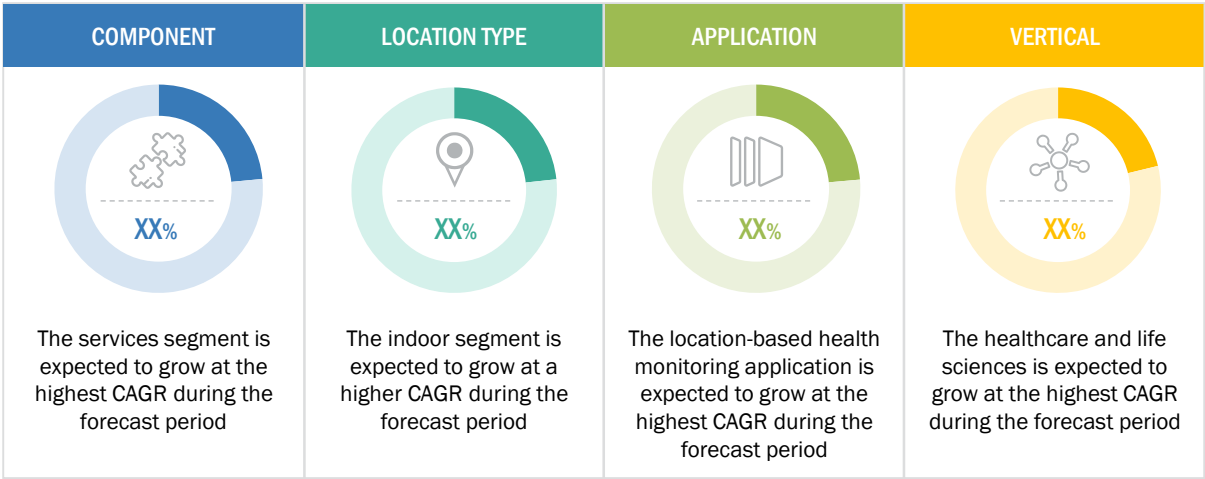 COMPONENT
LOCATION TYPE
APPLICATION
VERTICAL
XX%
XX%
XX%
XX%
The services segment is
expected to grow at the
highest CAGR during the
forecast period
The indoor segment is
expected to grow at a
higher CAGR during the
forecast period
The location-based health
monitoring application is
expected to grow at the
highest CAGR during the
forecast period
The healthcare and life
sciences is expected to
grow at the highest CAGR
during the forecast period